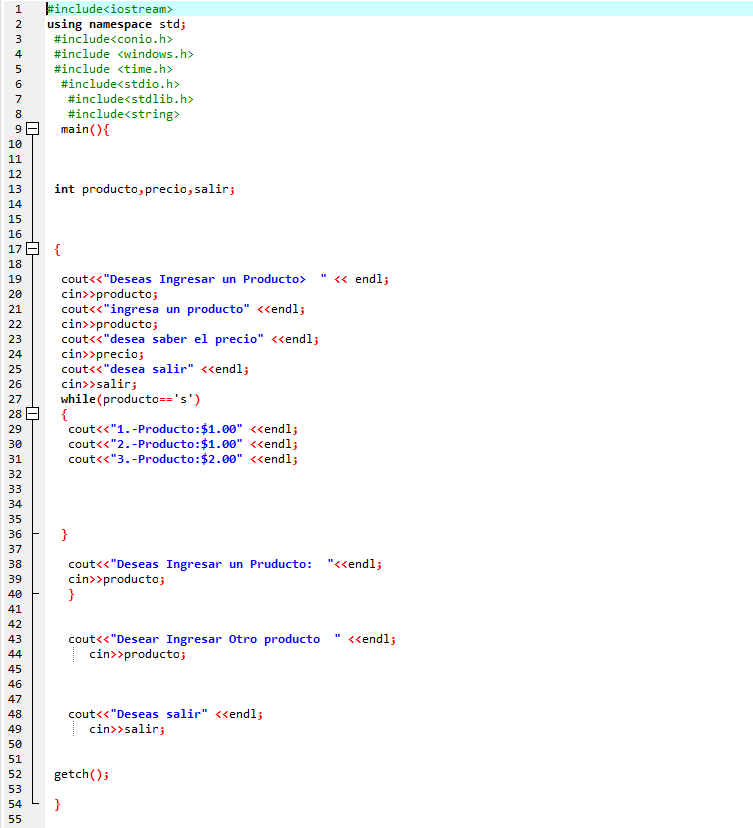 1 #include<iostream>
2 using namespace std;
3 #include<conio.h>
4 #include <windows.h>
5 #include <time.h>
6 #include<stdio.h>
7 #include<stdlib.h>
8 #include<string>
9 main(){
10
11
12
13 int producto,precio,salir;
14
15
16
17 {
18
19 cout<<"Deseas Ingresar un Producto>  " << endl;
20 cin>>producto;
21 cout<<"ingresa un producto" <<endl;
22 cin>>producto;
23 cout<<"desea saber el precio" <<endl;
24 cin>>precio;
25 cout<<"desea salir" <<endl;
26 cin>>salir;
27 while(producto=='s')
28 {
29 cout<<"1.-Producto:$1.00" <<endl;
30 cout<<"2.-Producto:$1.00" <<endl;
31 cout<<"3.-Producto:$2.00" <<endl;
32
33
34
35
36 }
37
38 cout<<"Deseas Ingresar un Pruducto:  "<<endl;
39 cin>>producto;
40 }
41
42
43 cout<<"Desear Ingresar Otro producto  " <<endl;
44 cin>>producto;
45
46
47
48 cout<<"Deseas salir" <<endl;
49 cin>>salir;
50
51
52 getch();
53
54 }
55